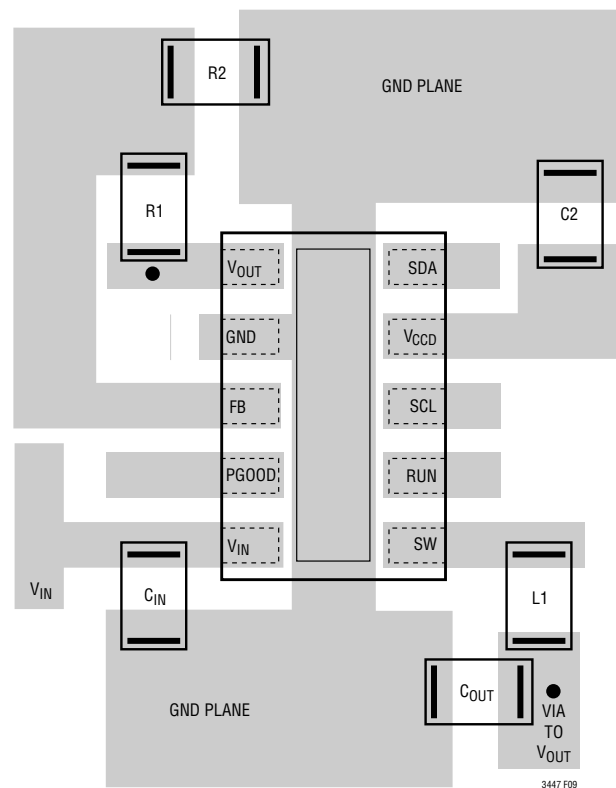 R2
GND PLANE
R1
C2
VOUT
SDA
GND
VCCD
FB
SCL
PGOOD
RUN
VIN
SW
VIN
CIN
L1
COUT
GND PLANE
VIA
TO
VOUT
3447 F09